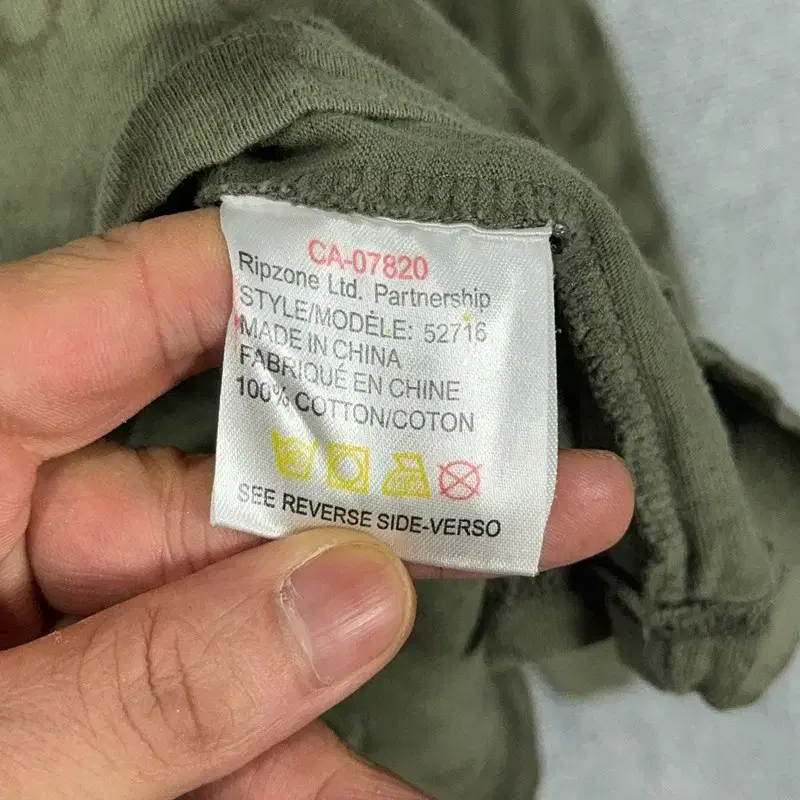 CA-07820
Ripzone Ltd. Partnership
STYLE/MODÈLE: 52716
MADE IN CHINA
FABRIQUÉ EN CHINE
100% COTTON/COTON
SEE REVERSE SIDE-VERSO